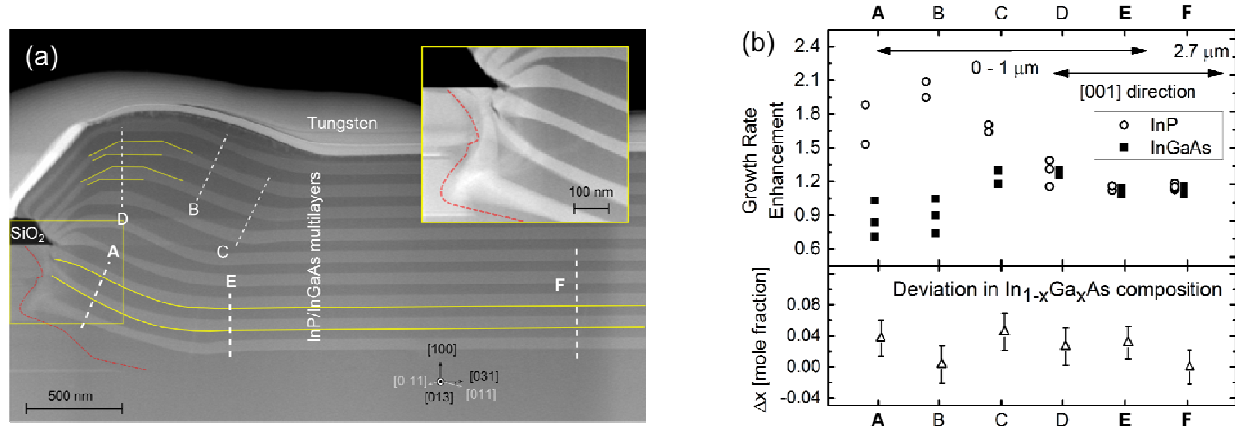 (a)
Tungsten
100 nm
D
B
C
SiO2
A
E
F
InP/InGaAs multilayers
500 nm
[100]
[0-11]
[031]
[013]
[011]
(b)
A B C D E F
2.4
2.1
1.8
1.5
1.2
0.9
0.6
Growth Rate
Enhancement
0 - 1 μm
2.7 μm
[001] direction
InP
InGaAs
Deviation in In1-xGaxAs composition
0.08
0.04
0.00
-0.04
Δx [mole fraction]
A B C D E F